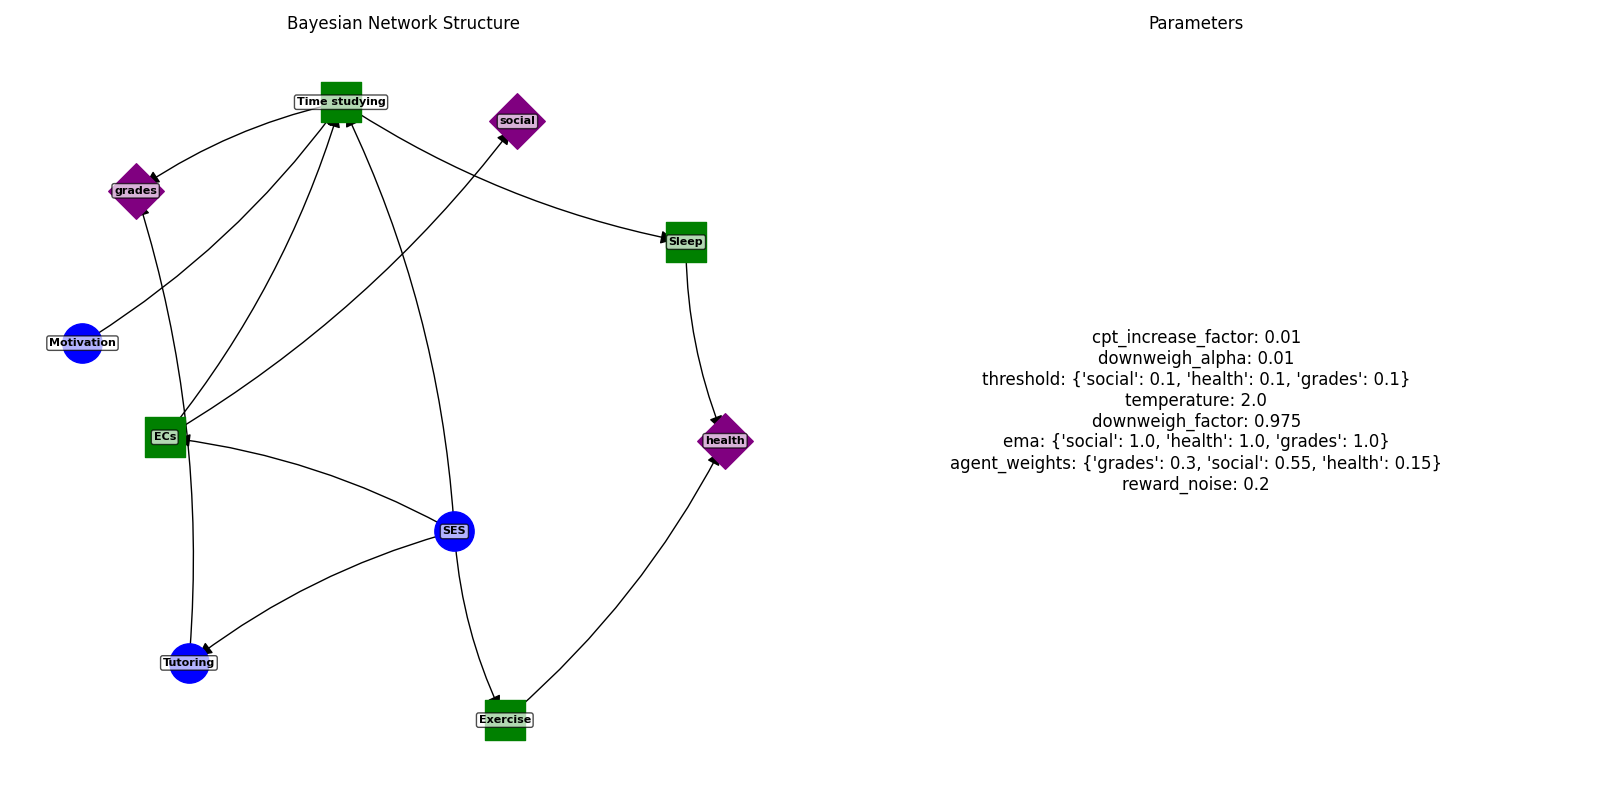 Bayesian Network Structure
Time studying
social
grades
Sleep
Motivation
ECs
health
SES
Tutoring
Exercise
Parameters
cpt_increase_factor: 0.01
downweigh_alpha: 0.01
threshold: {'social': 0.1, 'health': 0.1, 'grades': 0.1}
temperature: 2.0
downweigh_factor: 0.975
ema: {'social': 1.0, 'health': 1.0, 'grades': 1.0}
agent_weights: {'grades': 0.3, 'social': 0.55, 'health': 0.15}
reward_noise: 0.2